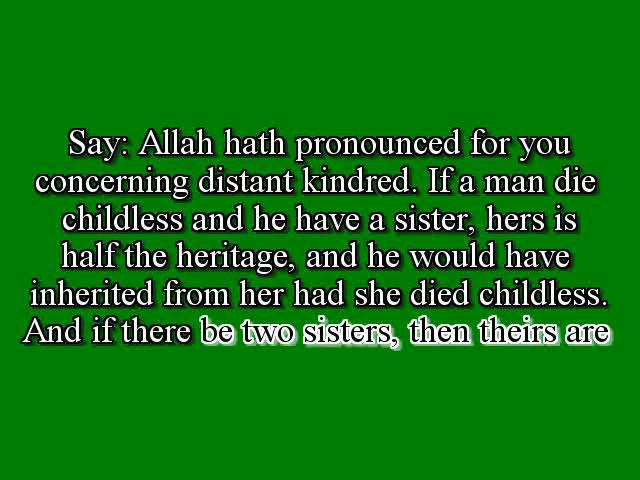 Say: Allah hath pronounced for you
concerning distant kindred. If a man die
childless and he have a sister, hers is
half the heritage, and he would have
inherited from her had she died childless.
And if there be two sisters, then theirs are